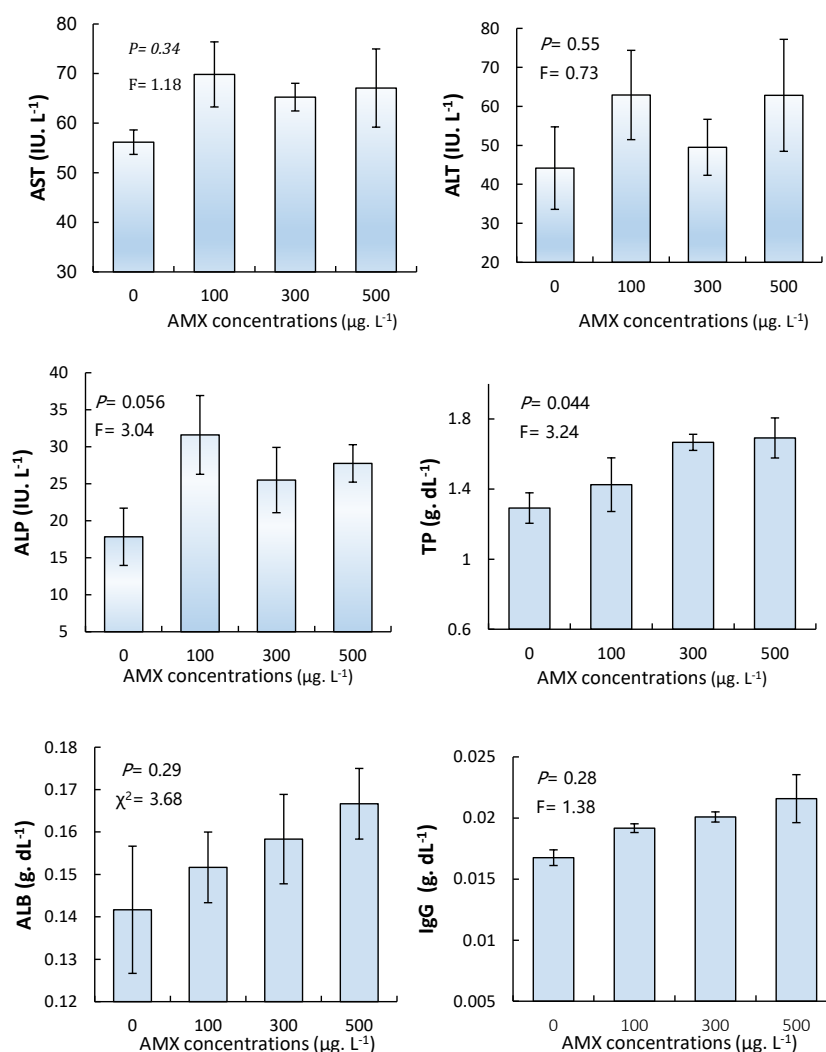 P= 0.34
F= 1.18
AST (IU. L⁻¹)
80
70
60
50
40
30
0 100 300 500
AMX concentrations (µg. L⁻¹)
P= 0.55
F= 0.73
ALT (IU. L⁻¹)
80
70
60
50
40
30
20
0 100 300 500
AMX concentrations (µg. L⁻¹)
P= 0.056
F= 3.04
ALP (IU. L⁻¹)
40
35
30
25
20
15
10
5
0 100 300 500
AMX concentrations (µg. L⁻¹)
P= 0.044
F= 3.24
TP (g. dL⁻¹)
1.8
1.4
1
0.6
0 100 300 500
AMX concentrations (µg. L⁻¹)
P= 0.29
χ²= 3.68
ALB (g. dL⁻¹)
0.18
0.17
0.16
0.15
0.14
0.13
0.12
0 100 300 500
AMX concentrations (µg. L⁻¹)
P= 0.28
F= 1.38
IgG (g. dL⁻¹)
0.025
0.02
0.015
0.01
0.005
0 100 300 500
AMX concentrations (µg. L⁻¹)